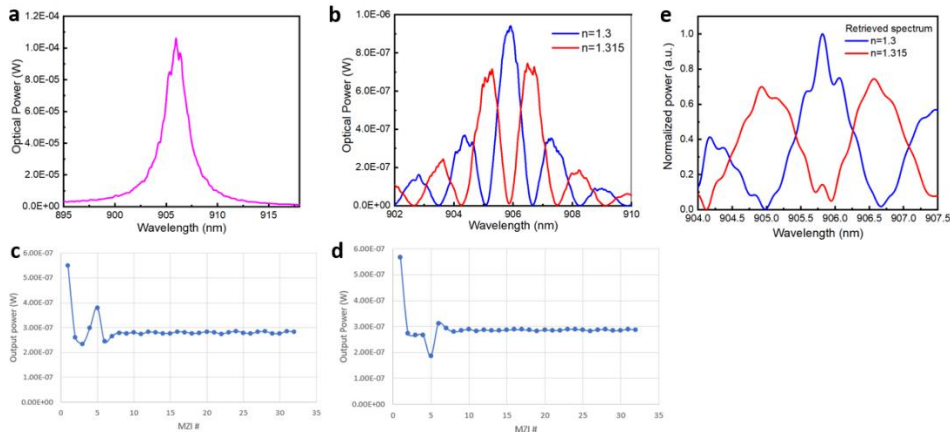 a
1.2E-04
1.0E-04
8.0E-05
6.0E-05
4.0E-05
2.0E-05
0.0E+00
895 900 905 910 915
Optical Power (W)
Wavelength (nm)
b
1.0E-06
8.0E-07
6.0E-07
4.0E-07
2.0E-07
0.0E+00
902 904 906 908 910
Optical Power (W)
Wavelength (nm)
n=1.3
n=1.315
e
Retrieved spectrum
n=1.3
n=1.315
1.0
0.8
0.6
0.4
0.2
0.0
904.0 904.5 905.0 905.5 906.0 906.5 907.0 907.5
Normalized power (a.u.)
Wavelength (nm)
c
6.00E-07
5.00E-07
4.00E-07
3.00E-07
2.00E-07
1.00E-07
0.00E+00
0 5 10 15 20 25 30 35
Output power (W)
MZI #
d
6.00E-07
5.00E-07
4.00E-07
3.00E-07
2.00E-07
1.00E-07
0.00E+00
0 5 10 15 20 25 30 35
Output Power (W)
MZI #